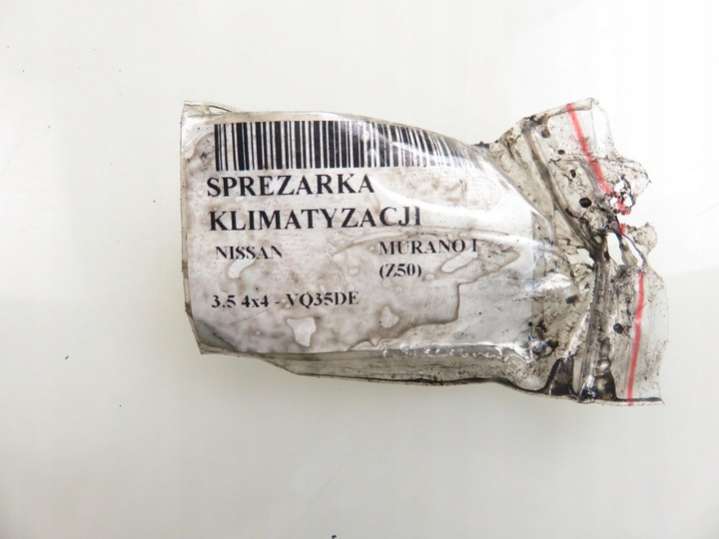 SPREZARKA
KLIMATYZACJI
NISSAN MURANO I
(Z50)
3.5 4x4 - VQ35DE